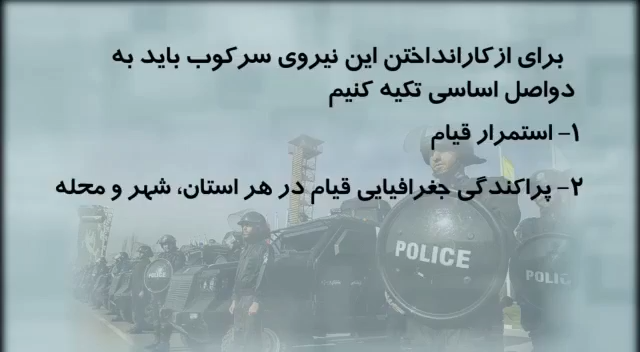 برای ازکارانداختن این نیروی سرکوب باید به
دواصل اساسی تکیه کنیم
۱- استمرار قیام
۲- پراکندگی جغرافیایی قیام در هر استان، شهر و محله
POLICE
POLIC
POLICE